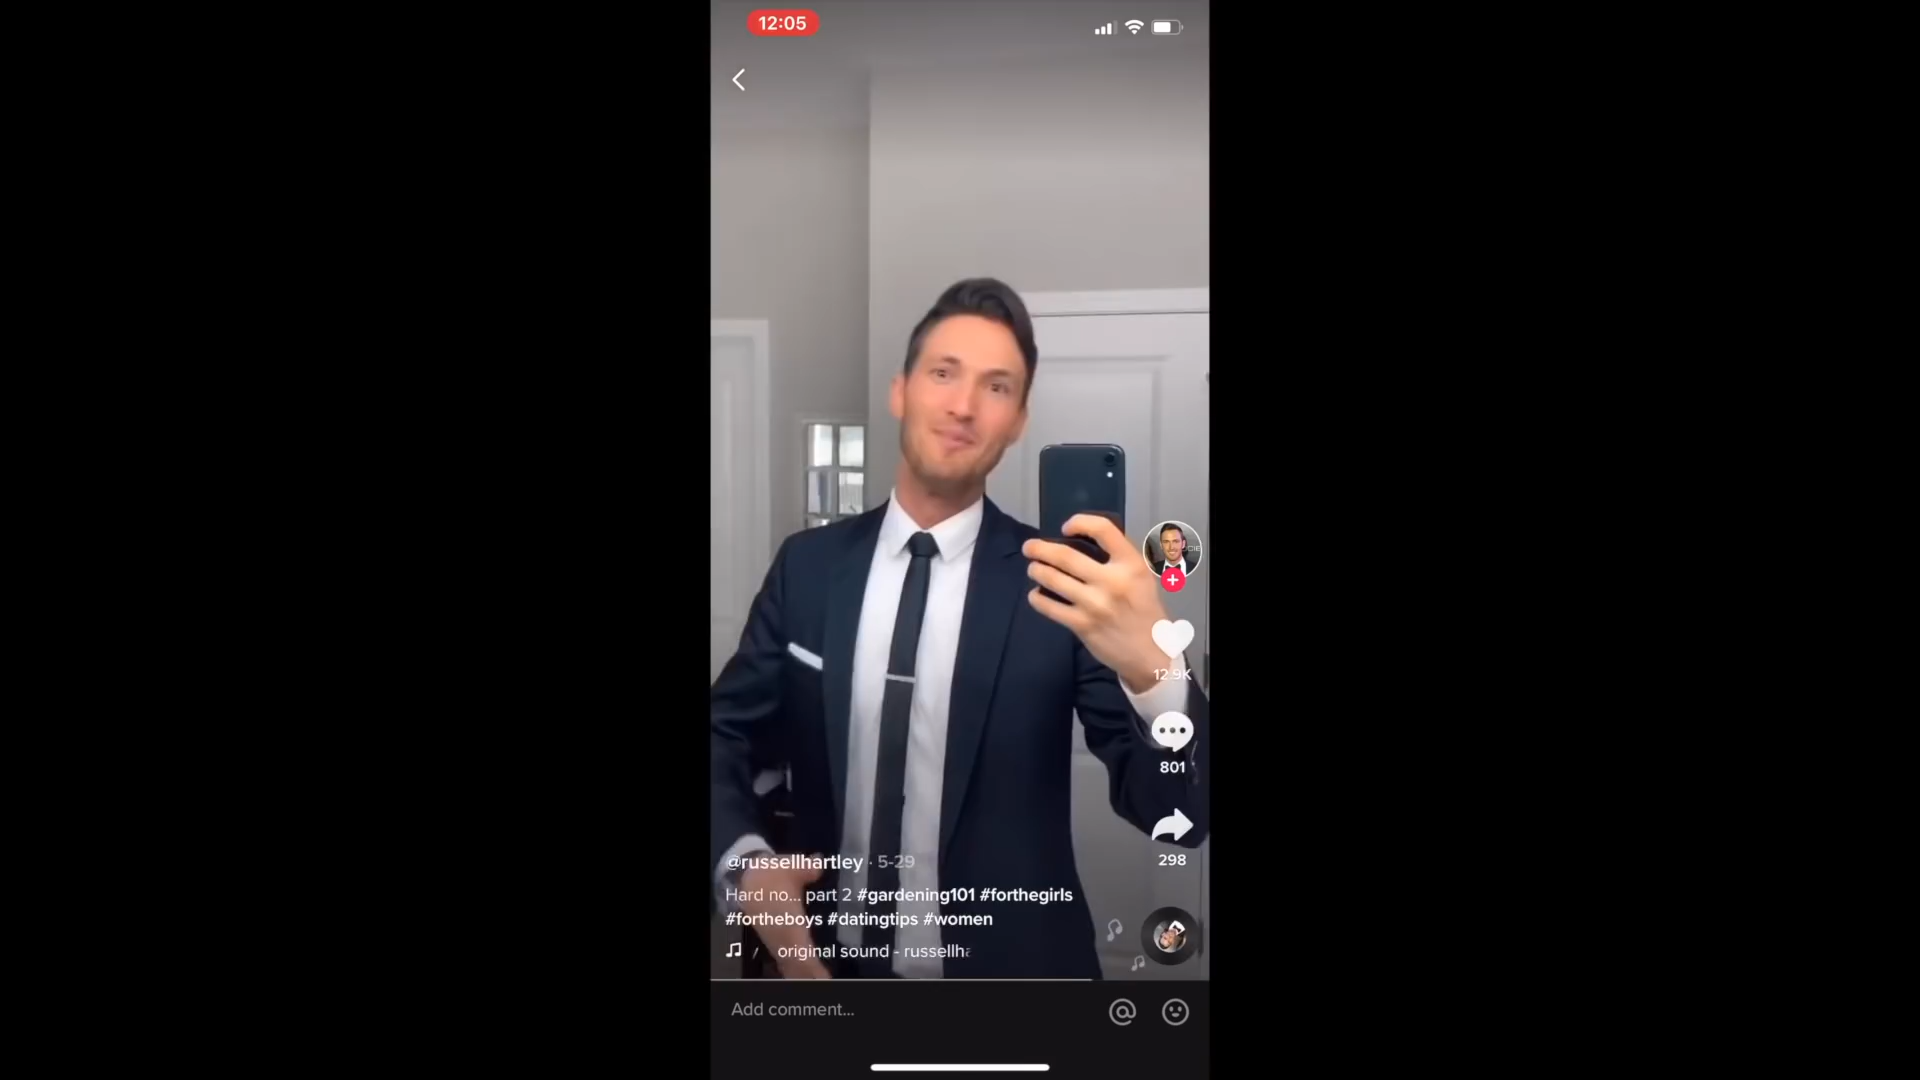 12:05
CIE
12.9K
801
298
@russellhartley · 5-29
Hard no... part 2 #gardening101 #forthegirls
#fortheboys #datingtips #women
original sound - russellha
Add comment...